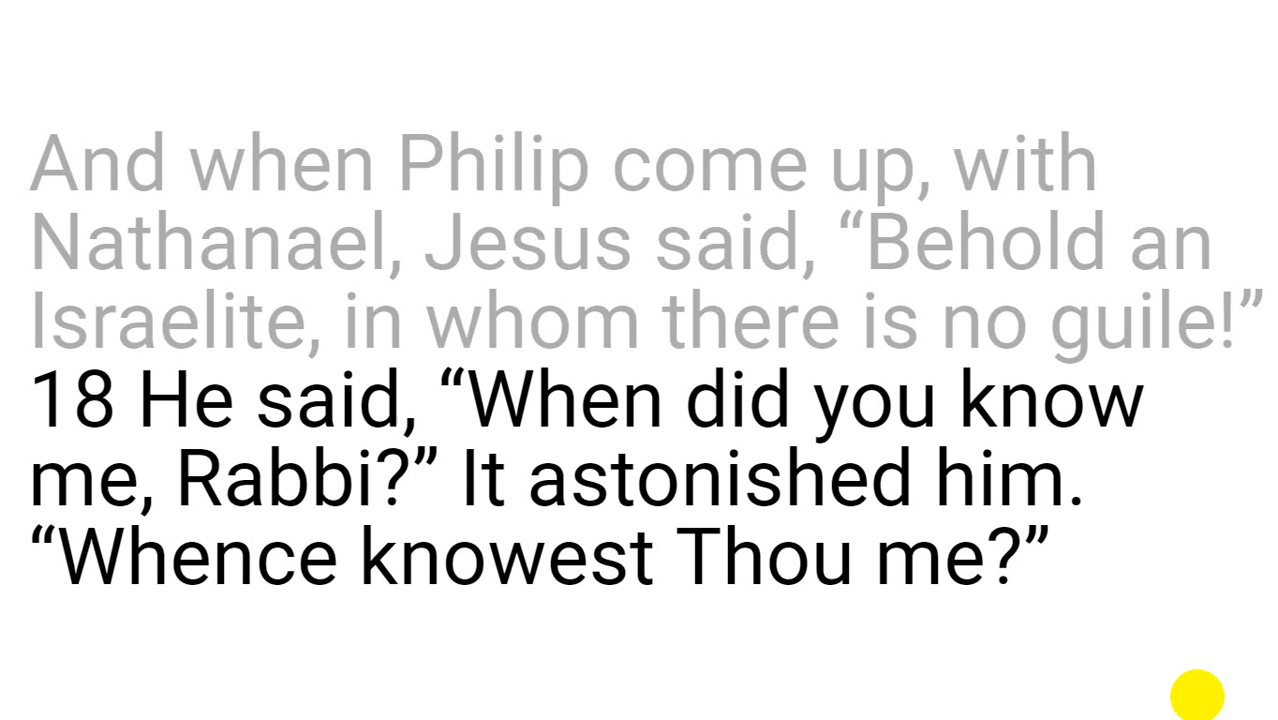 And when Philip come up, with
Nathanael, Jesus said, “Behold an
Israelite, in whom there is no guile!”
18 He said, “When did you know
me, Rabbi?” It astonished him.
“Whence knowest Thou me?”